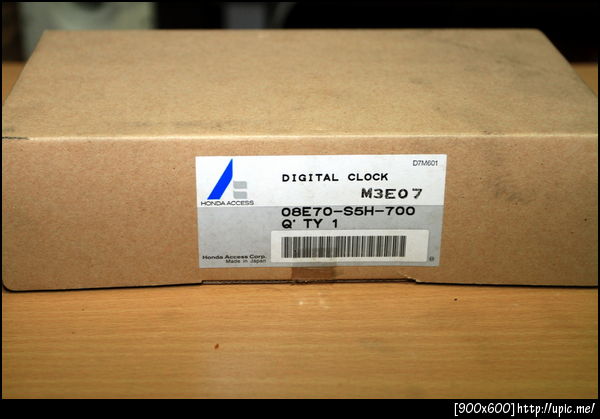 D7M601
DIGITAL CLOCK
M3E07
HONDA ACCESS
08E70-S5H-700
Q'TY 1
Honda Access Corp.
Made in Japan
[900x600]http://upic.me/